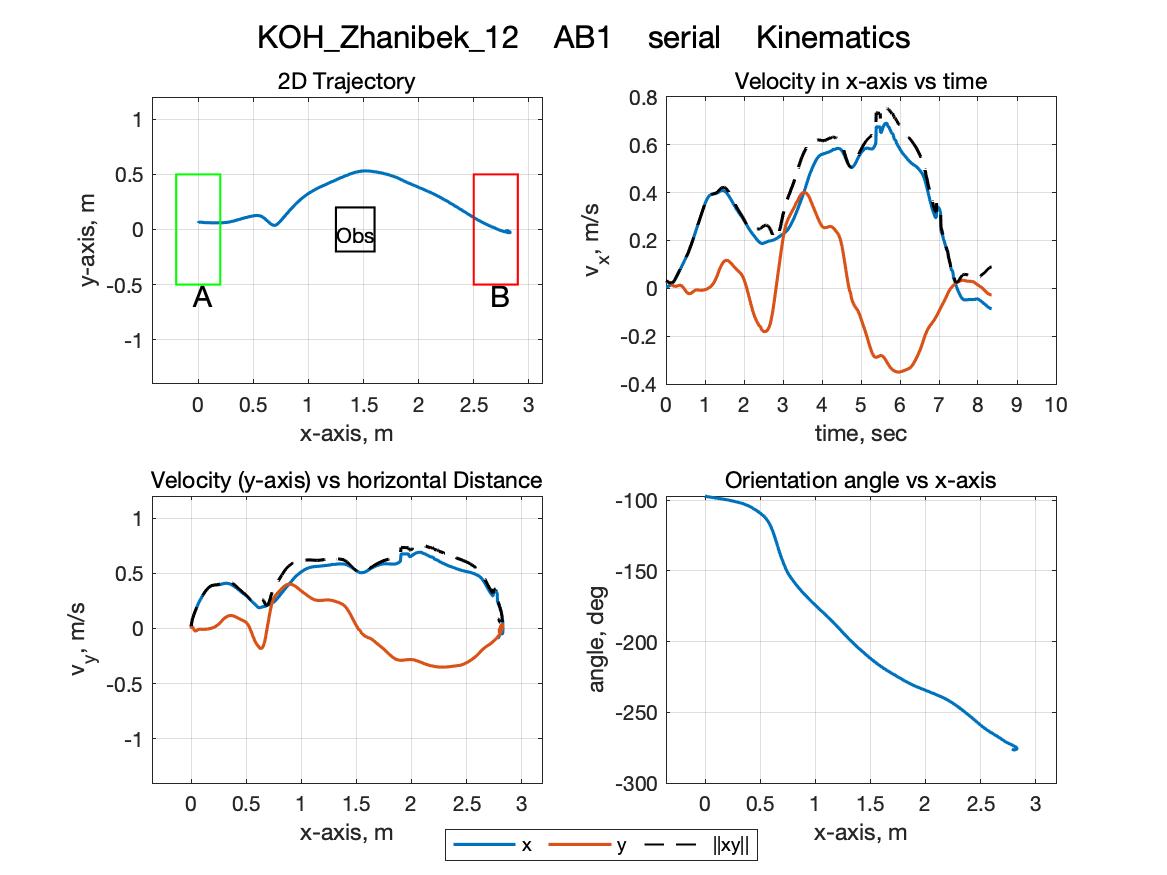 KOH_Zhanibek_12 AB1 serial Kinematics
2D Trajectory
1
0.5
0
-0.5
-1
y-axis, m
A
Obs
B
0 0.5 1 1.5 2 2.5 3
x-axis, m
Velocity in x-axis vs time
0.8
0.6
0.4
0.2
0
-0.2
-0.4
v_x, m/s
0 1 2 3 4 5 6 7 8 9 10
time, sec
Velocity (y-axis) vs horizontal Distance
1
0.5
0
-0.5
-1
v_y, m/s
0 0.5 1 1.5 2 2.5 3
x-axis, m
Orientation angle vs x-axis
-100
-150
-200
-250
-300
angle, deg
0 0.5 1 1.5 2 2.5 3
x-axis, m
x y ||xy||